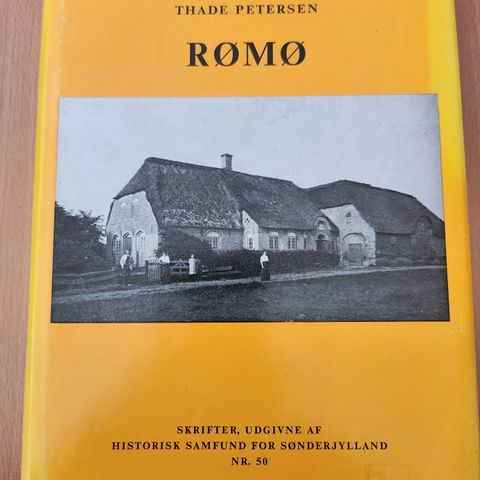 THADE PETERSEN
RØMØ
SKRIFTER, UDGIVNE AF
HISTORISK SAMFUND FOR SØNDERJYLLAND
NR. 50